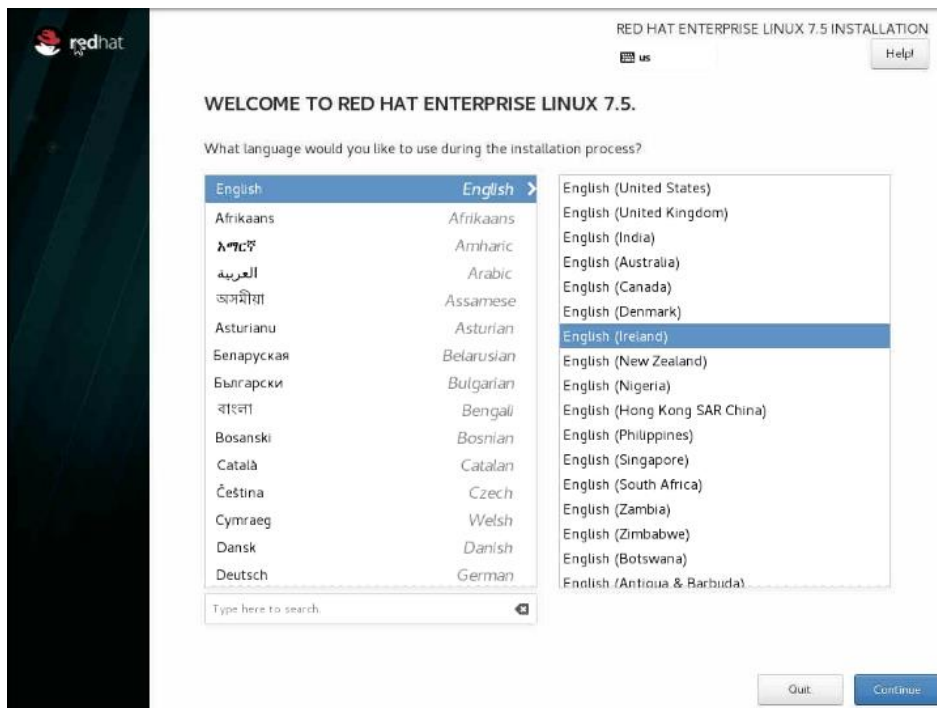 redhat
RED HAT ENTERPRISE LINUX 7.5 INSTALLATION
us
Help!
WELCOME TO RED HAT ENTERPRISE LINUX 7.5.
What language would you like to use during the installation process?
English English
Afrikaans Afrikaans
አማርኛ Amharic
العربية Arabic
অসমীয়া Assamese
Asturianu Asturian
Беларуская Belarusian
Български Bulgarian
বাংলা Bengali
Bosanski Bosnian
Català Catalan
Čeština Czech
Cymraeg Welsh
Dansk Danish
Deutsch German
Type here to search.
English (United States)
English (United Kingdom)
English (India)
English (Australia)
English (Canada)
English (Denmark)
English (Ireland)
English (New Zealand)
English (Nigeria)
English (Hong Kong SAR China)
English (Philippines)
English (Singapore)
English (South Africa)
English (Zambia)
English (Zimbabwe)
English (Botswana)
English (Antigua & Barbuda)
Quit
Continue